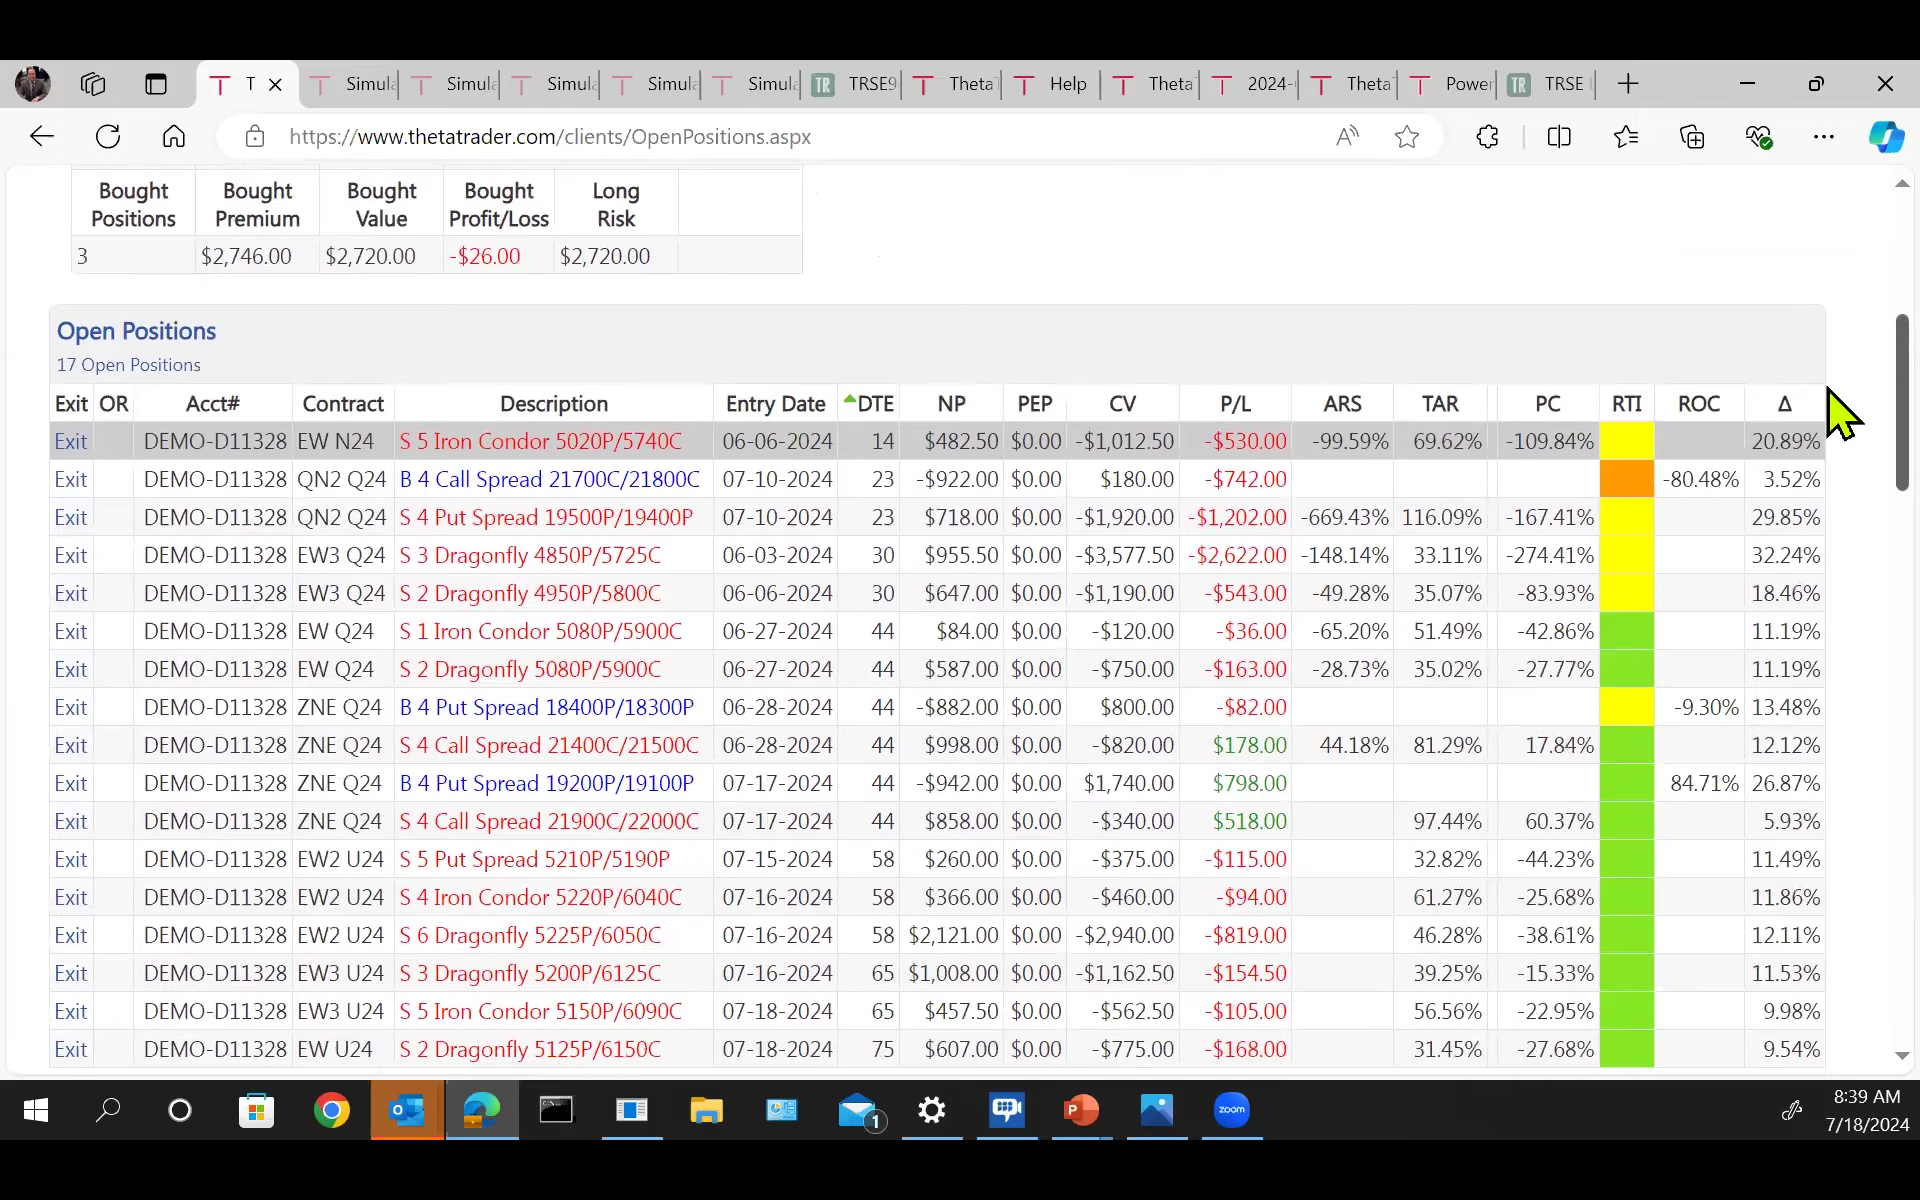 T Simula Simula Simula Simula Simula TRSE9 Theta Help Theta 2024- Theta Power TRSE
https://www.thetatrader.com/clients/OpenPositions.aspx
Bought Positions Bought Premium Bought Value Bought Profit/Loss Long Risk
3 $2,746.00 $2,720.00 -$26.00 $2,720.00
Open Positions
17 Open Positions
Exit OR Acct# Contract Description Entry Date DTE NP PEP CV P/L ARS TAR PC RTI ROC Δ
Exit DEMO-D11328 EW N24 S 5 Iron Condor 5020P/5740C 06-06-2024 14 $482.50 $0.00 -$1,012.50 -$530.00 -99.59% 69.62% -109.84% 20.89%
Exit DEMO-D11328 QN2 Q24 B 4 Call Spread 21700C/21800C 07-10-2024 23 -$922.00 $0.00 $180.00 -$742.00 -80.48% 3.52%
Exit DEMO-D11328 QN2 Q24 S 4 Put Spread 19500P/19400P 07-10-2024 23 $718.00 $0.00 -$1,920.00 -$1,202.00 -669.43% 116.09% -167.41% 29.85%
Exit DEMO-D11328 EW3 Q24 S 3 Dragonfly 4850P/5725C 06-03-2024 30 $955.50 $0.00 -$3,577.50 -$2,622.00 -148.14% 33.11% -274.41% 32.24%
Exit DEMO-D11328 EW3 Q24 S 2 Dragonfly 4950P/5800C 06-06-2024 30 $647.00 $0.00 -$1,190.00 -$543.00 -49.28% 35.07% -83.93% 18.46%
Exit DEMO-D11328 EW Q24 S 1 Iron Condor 5080P/5900C 06-27-2024 44 $84.00 $0.00 -$120.00 -$36.00 -65.20% 51.49% -42.86% 11.19%
Exit DEMO-D11328 EW Q24 S 2 Dragonfly 5080P/5900C 06-27-2024 44 $587.00 $0.00 -$750.00 -$163.00 -28.73% 35.02% -27.77% 11.19%
Exit DEMO-D11328 ZNE Q24 B 4 Put Spread 18400P/18300P 06-28-2024 44 -$882.00 $0.00 $800.00 -$82.00 -9.30% 13.48%
Exit DEMO-D11328 ZNE Q24 S 4 Call Spread 21400C/21500C 06-28-2024 44 $998.00 $0.00 -$820.00 $178.00 44.18% 81.29% 17.84% 12.12%
Exit DEMO-D11328 ZNE Q24 B 4 Put Spread 19200P/19100P 07-17-2024 44 -$942.00 $0.00 $1,740.00 $798.00 84.71% 26.87%
Exit DEMO-D11328 ZNE Q24 S 4 Call Spread 21900C/22000C 07-17-2024 44 $858.00 $0.00 -$340.00 $518.00 97.44% 60.37% 5.93%
Exit DEMO-D11328 EW2 U24 S 5 Put Spread 5210P/5190P 07-15-2024 58 $260.00 $0.00 -$375.00 -$115.00 32.82% -44.23% 11.49%
Exit DEMO-D11328 EW2 U24 S 4 Iron Condor 5220P/6040C 07-16-2024 58 $366.00 $0.00 -$460.00 -$94.00 61.27% -25.68% 11.86%
Exit DEMO-D11328 EW2 U24 S 6 Dragonfly 5225P/6050C 07-16-2024 58 $2,121.00 $0.00 -$2,940.00 -$819.00 46.28% -38.61% 12.11%
Exit DEMO-D11328 EW3 U24 S 3 Dragonfly 5200P/6125C 07-16-2024 65 $1,008.00 $0.00 -$1,162.50 -$154.50 39.25% -15.33% 11.53%
Exit DEMO-D11328 EW3 U24 S 5 Iron Condor 5150P/6090C 07-18-2024 65 $457.50 $0.00 -$562.50 -$105.00 56.56% -22.95% 9.98%
Exit DEMO-D11328 EW U24 S 2 Dragonfly 5125P/6150C 07-18-2024 75 $607.00 $0.00 -$775.00 -$168.00 31.45% -27.68% 9.54%
1 zoom 8:39 AM
7/18/2024